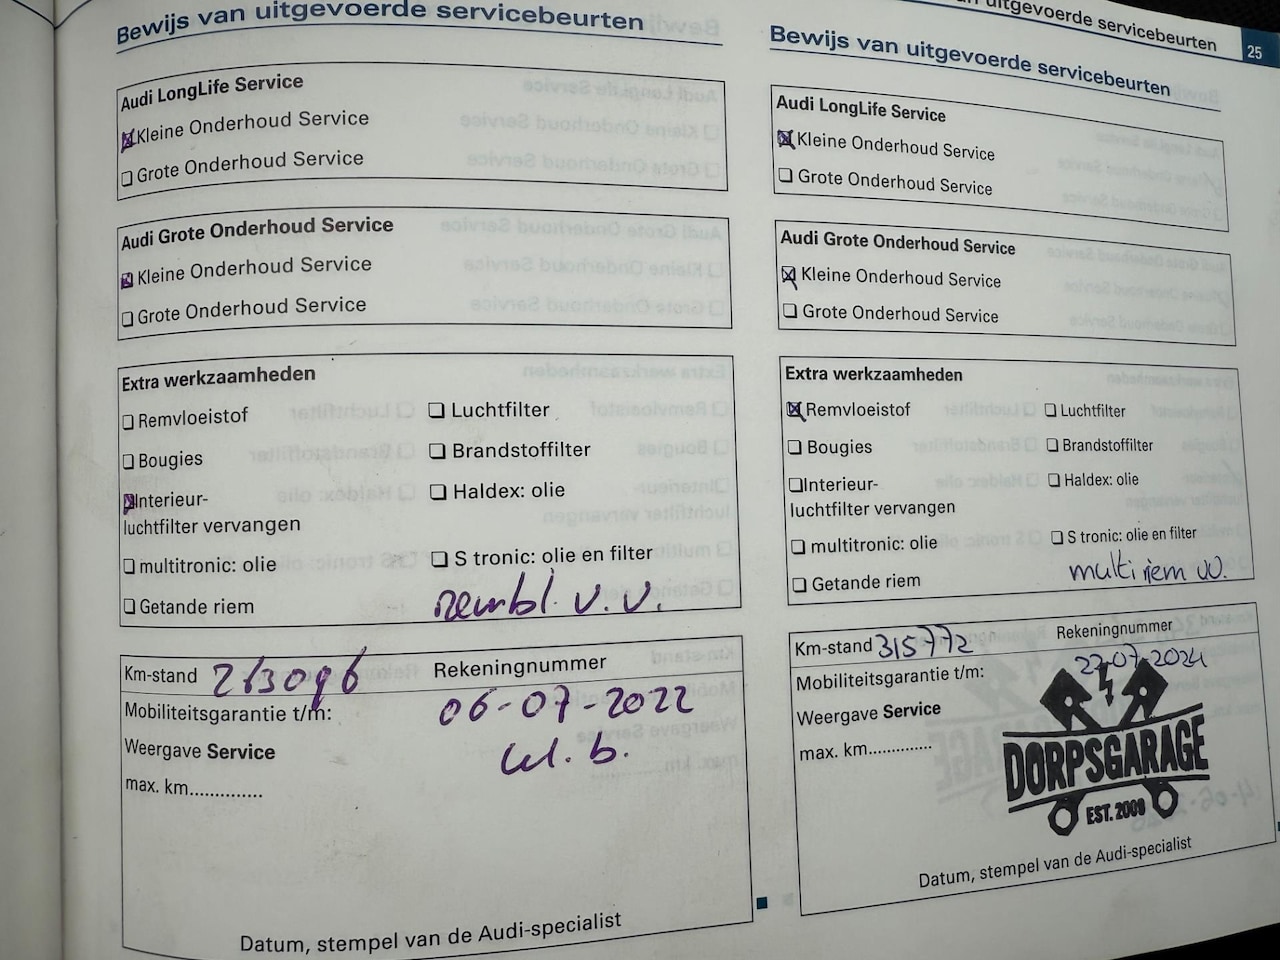 Bewijs van uitgevoerde servicebeurten
Audi LongLife Service
Kleine Onderhoud Service
Grote Onderhoud Service
Audi Grote Onderhoud Service
Kleine Onderhoud Service
Grote Onderhoud Service
Extra werkzaamheden
Remvloeistof
Luchtfilter
Bougies
Brandstoffilter
Interieur-
luchtfilter vervangen
Haldex: olie
multitronic: olie
S tronic: olie en filter
Getande riem
rembl. v.v.
Km-stand 273096
Rekeningnummer
Mobiliteitsgarantie t/m:
06-07-2022
Weergave Service
kl. b.
max. km.............
Datum, stempel van de Audi-specialist
uitgevoerde servicebeurten
25
Bewijs van uitgevoerde servicebeurten
Audi LongLife Service
Kleine Onderhoud Service
Grote Onderhoud Service
Audi Grote Onderhoud Service
Kleine Onderhoud Service
Grote Onderhoud Service
Extra werkzaamheden
Remvloeistof
Luchtfilter
Bougies
Brandstoffilter
Interieur-
luchtfilter vervangen
Haldex: olie
multitronic: olie
S tronic: olie en filter
Getande riem
multi riem VV.
Km-stand 315772
Rekeningnummer
Mobiliteitsgarantie t/m:
22-07-2024
Weergave Service
max. km.............
DORPSGARAGE
EST. 2009
Datum, stempel van de Audi-specialist